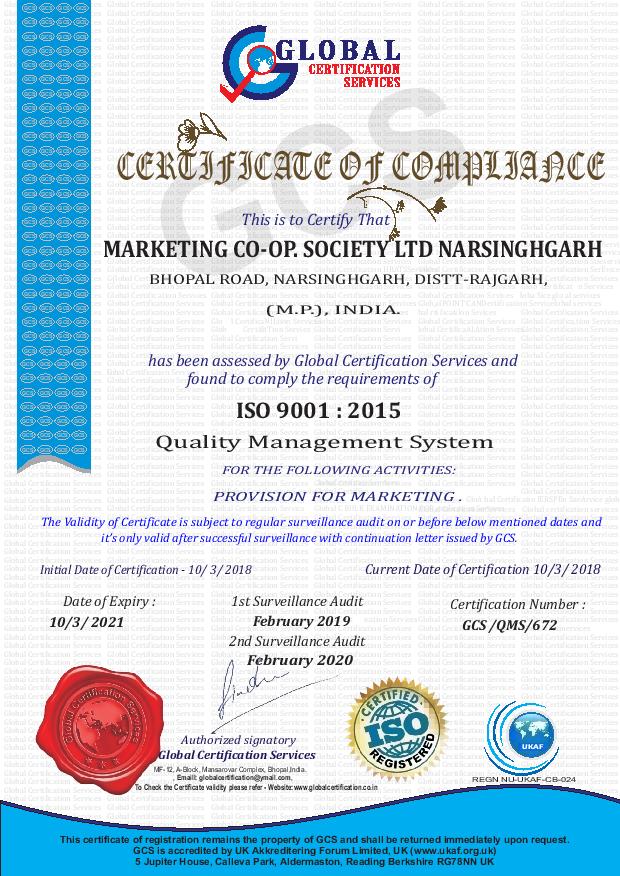 GLOBAL
CERTIFICATION
SERVICES
GCS
CERTIFICATE OF COMPLIANCE
This is to Certify That
MARKETING CO-OP. SOCIETY LTD NARSINGHGARH
BHOPAL ROAD, NARSINGHGARH, DISTT-RAJGARH,
(M.P.), INDIA.
has been assessed by Global Certification Services and
found to comply the requirements of
ISO 9001 : 2015
Quality Management System
FOR THE FOLLOWING ACTIVITIES:
PROVISION FOR MARKETING .
The Validity of Certificate is subject to regular surveillance audit on or before below mentioned dates and
it's only valid after successful surveillance with continuation letter issued by GCS.
Initial Date of Certification - 10/ 3/ 2018
Current Date of Certification 10/3/ 2018
Date of Expiry :
10/3/ 2021
1st Surveillance Audit
February 2019
2nd Surveillance Audit
February 2020
Certification Number :
GCS /QMS/672
Global Certification Services
CERTIFIED
ISO
REGISTERED
UKAF
REGN NU-UKAF-CB-024
Authorized signatory
Global Certification Services
MF-12, A-Block, Mansarovar Complex, Bhopal,India.
Email: globalcertification@ymail.com,
To Check the Certificate validity please refer - Website: www.globalcertification.co.in
This certificate of registration remains the property of GCS and shall be returned immediately upon request.
GCS is accredited by UK Akkreditering Forum Limited, UK (www.ukaf.org.uk)
5 Jupiter House, Calleva Park, Aldermaston, Reading Berkshire RG78NN UK